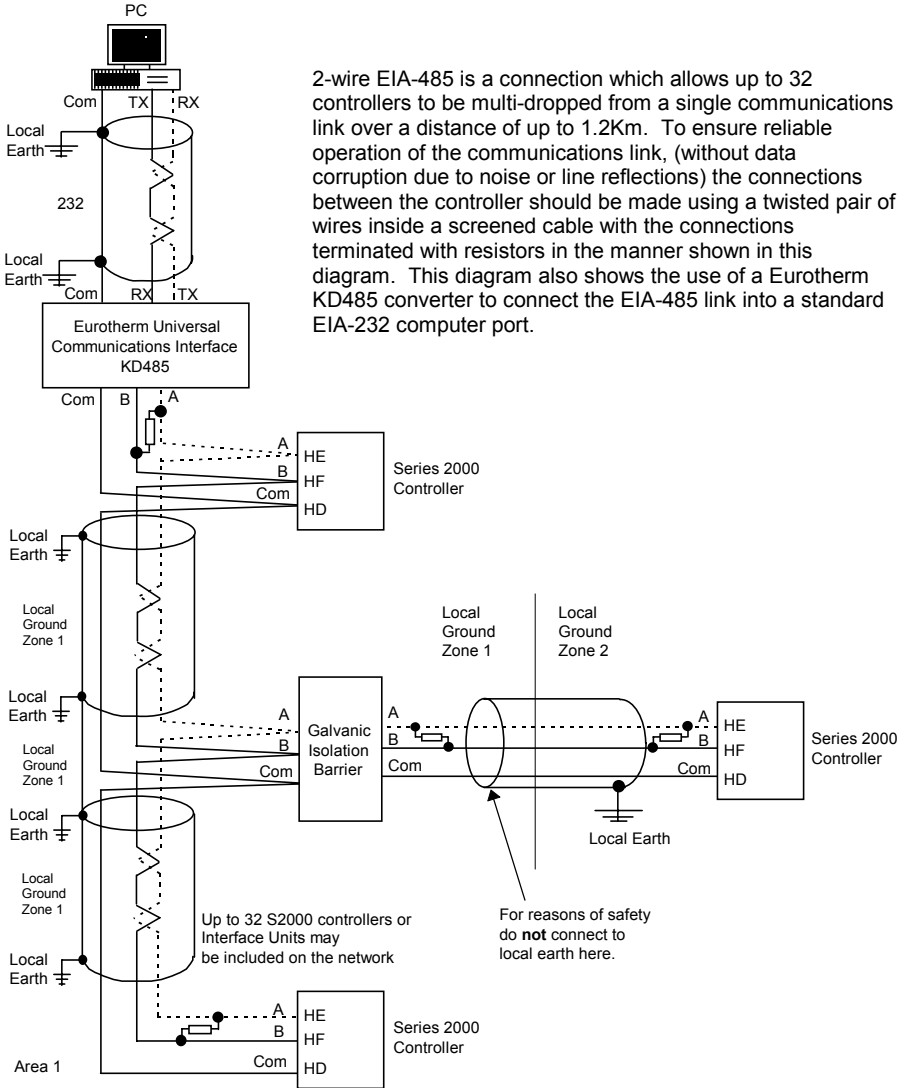 PC
2-wire EIA-485 is a connection which allows up to 32
controllers to be multi-dropped from a single communications
link over a distance of up to 1.2Km. To ensure reliable
operation of the communications link, (without data
corruption due to noise or line reflections) the connections
between the controller should be made using a twisted pair of
wires inside a screened cable with the connections
terminated with resistors in the manner shown in this
diagram. This diagram also shows the use of a Eurotherm
KD485 converter to connect the EIA-485 link into a standard
EIA-232 computer port.
Com TX RX
Local
Earth
232
Local
Earth
Com RX TX
Eurotherm Universal
Communications Interface
KD485
Com B A
A HE
B HF
Com HD
Series 2000
Controller
Local
Earth
Local
Ground
Zone 1
Local
Earth
Local
Ground
Zone 1
Local
Earth
Local
Ground
Zone 1
Local
Earth
A
B
Com
Galvanic
Isolation
Barrier
A
B
Com
Local
Ground
Zone 1
Local
Ground
Zone 2
A HE
B HF
Com HD
Series 2000
Controller
Local Earth
For reasons of safety
do not connect to
local earth here.
Up to 32 S2000 controllers or
Interface Units may
be included on the network
A HE
B HF
Com HD
Series 2000
Controller
Area 1